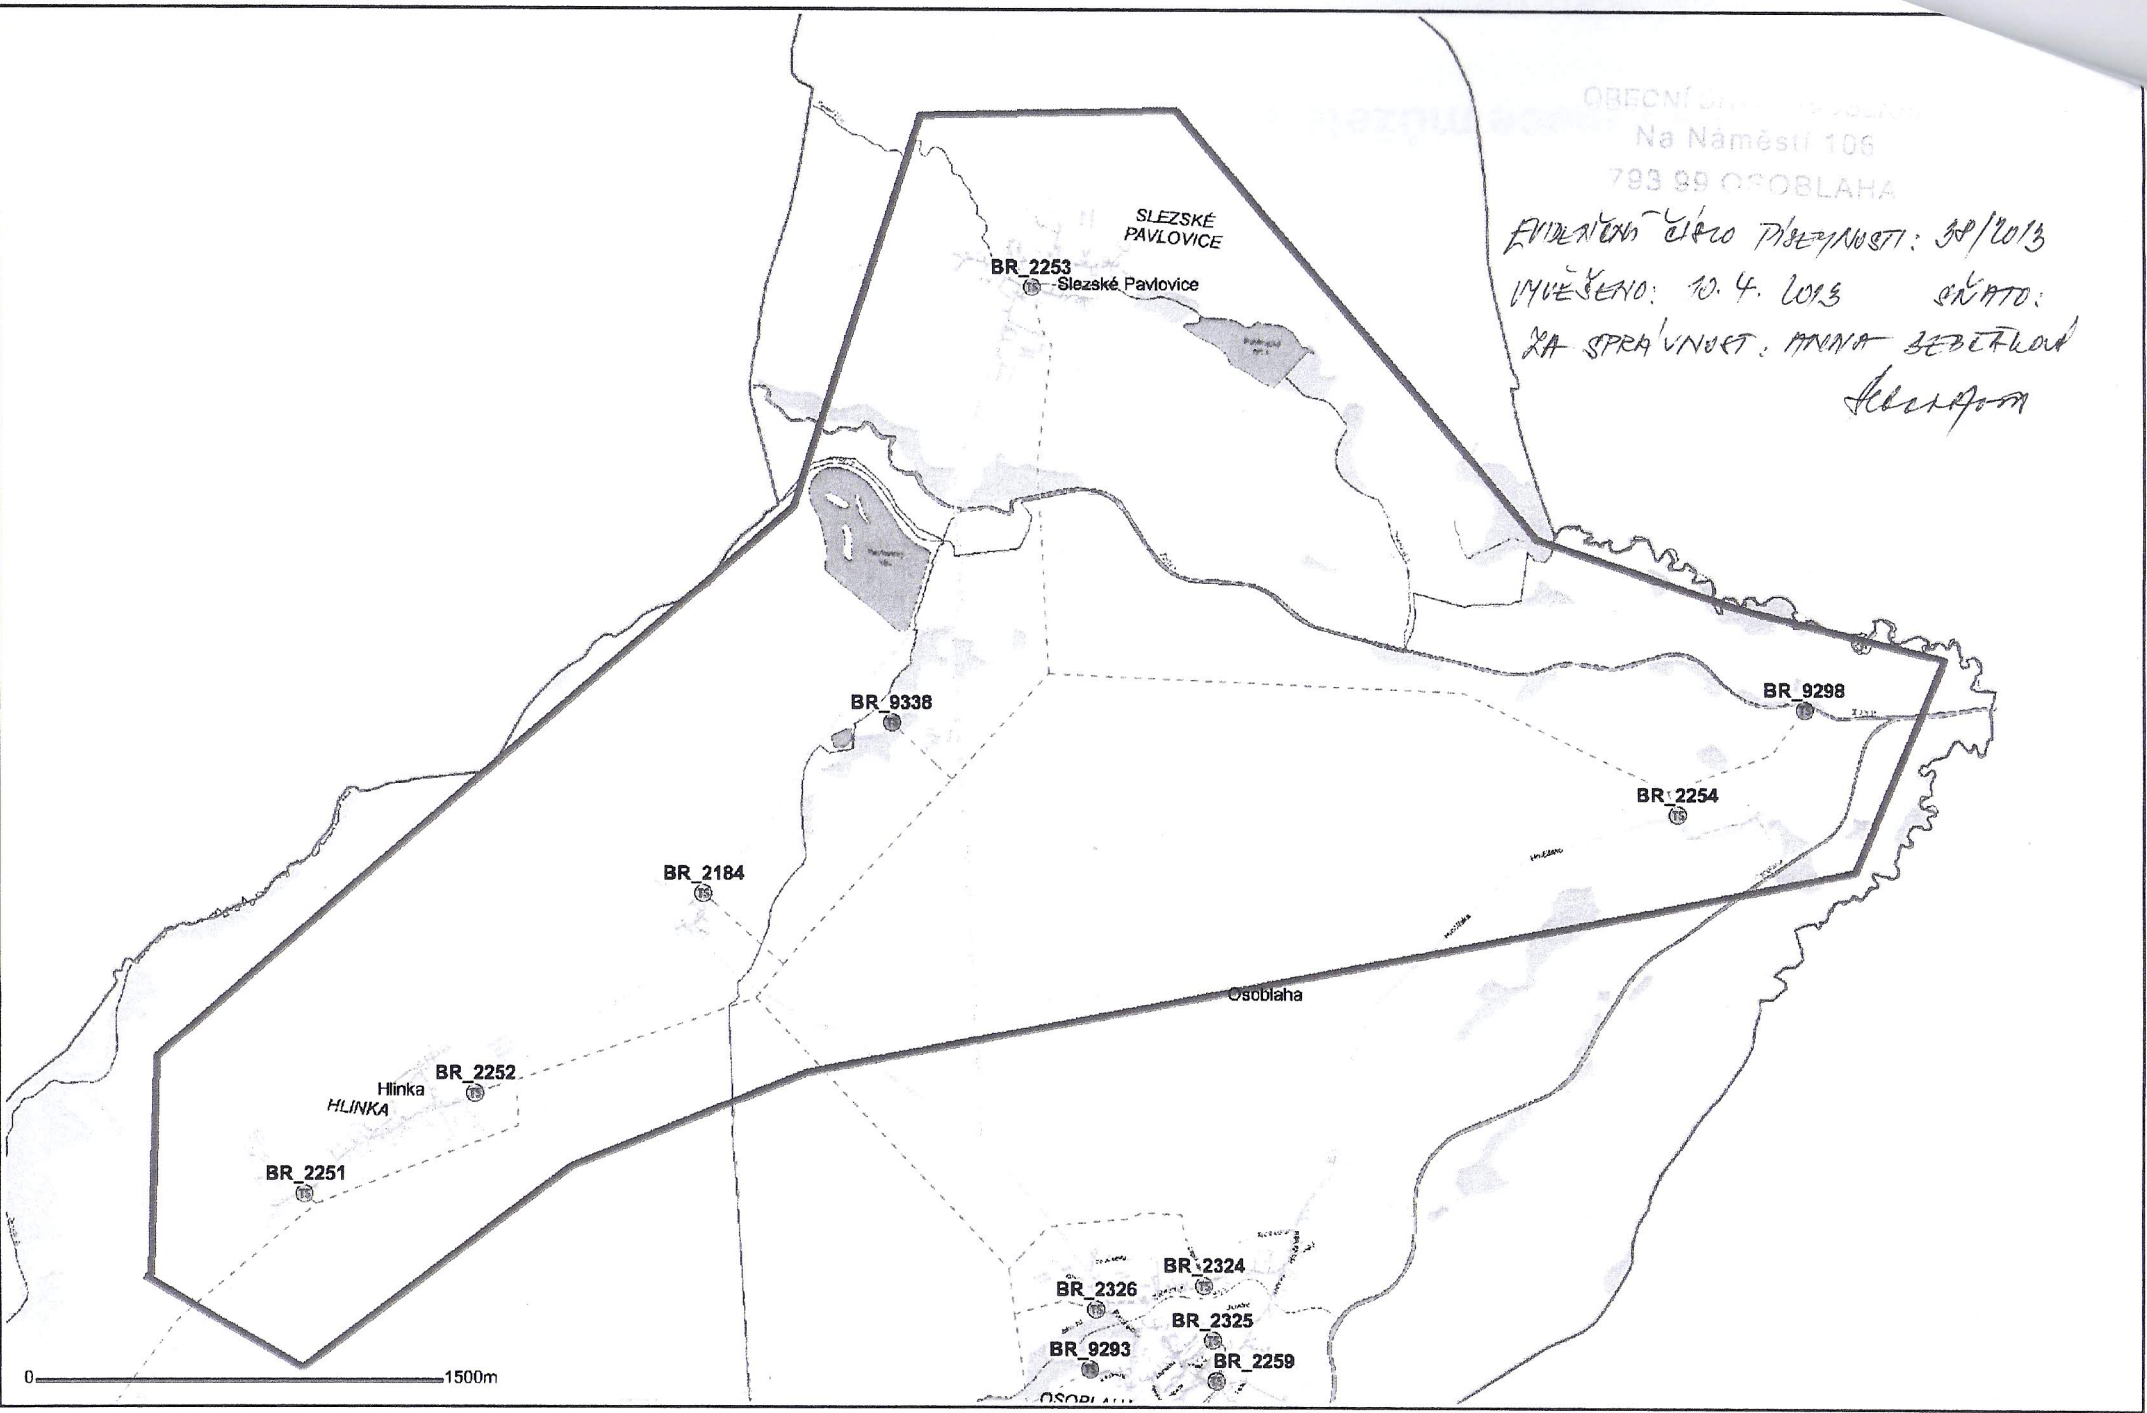 OBECNÍ
Na Náměstí 106
793 99 OSOBLAHA
EVIDENČNÍ ČÍSLO PÍSEMNOSTI: 38/2013
VYVĚŠENO: 10. 4. 2013 SŇATO:
ZA SPRÁVNOST: ANNA
SLEZSKÉ
PAVLOVICE
BR_2253
Slezské Pavlovice
BR_9338
BR_9298
BR_2254
BR_2184
Osoblaha
BR_2252
Hlinka
HLINKA
BR_2251
BR_2324
BR_2326
BR_2325
BR_9293
BR_2259
0 1500m